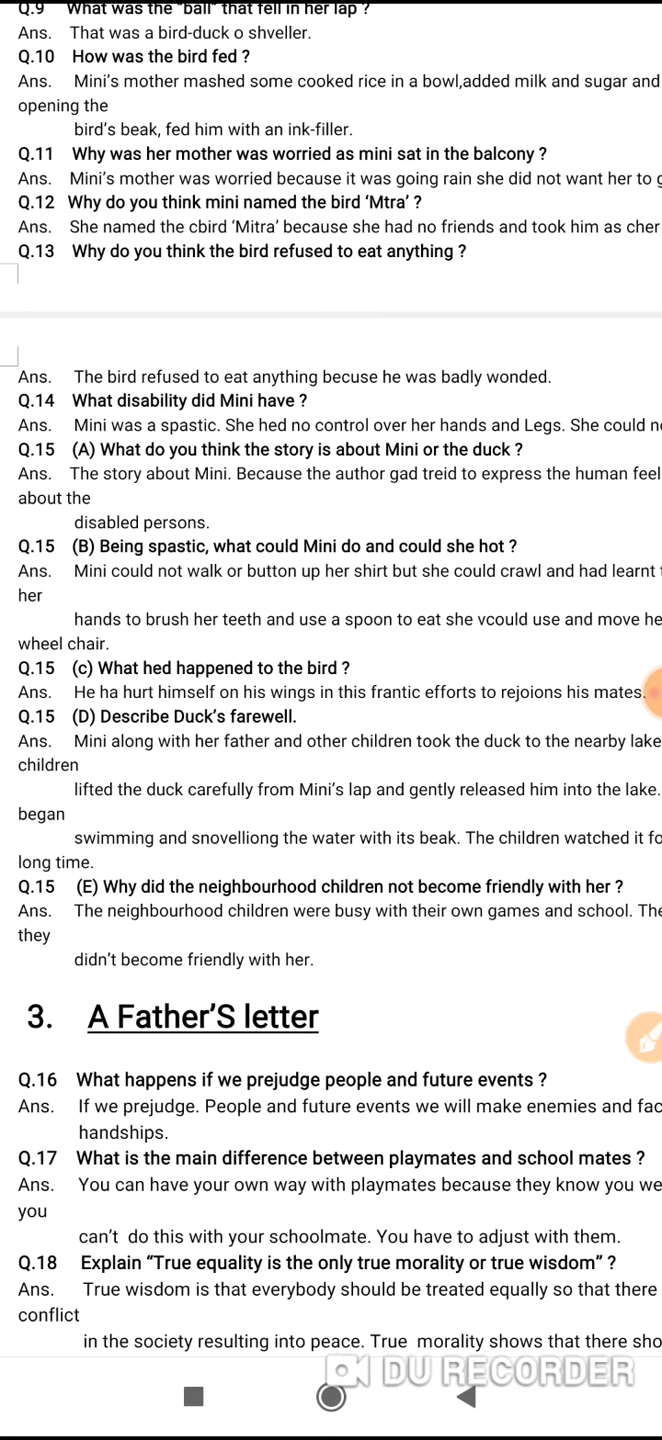 Q.9 What was the "ball" that fell in her lap ?
Ans. That was a bird-duck o shveller.
Q.10 How was the bird fed ?
Ans. Mini's mother mashed some cooked rice in a bowl,added milk and sugar and
opening the
bird's beak, fed him with an ink-filler.
Q.11 Why was her mother was worried as mini sat in the balcony ?
Ans. Mini's mother was worried because it was going rain she did not want her to
Q.12 Why do you think mini named the bird 'Mtra' ?
Ans. She named the cbird 'Mitra' because she had no friends and took him as cher
Q.13 Why do you think the bird refused to eat anything ?
Ans. The bird refused to eat anything becuse he was badly wonded.
Q.14 What disability did Mini have ?
Ans. Mini was a spastic. She hed no control over her hands and Legs. She could
Q.15 (A) What do you think the story is about Mini or the duck ?
Ans. The story about Mini. Because the author gad treid to express the human feel
about the
disabled persons.
Q.15 (B) Being spastic, what could Mini do and could she hot ?
Ans. Mini could not walk or button up her shirt but she could crawl and had learnt
her
hands to brush her teeth and use a spoon to eat she vcould use and move he
wheel chair.
Q.15 (c) What hed happened to the bird ?
Ans. He ha hurt himself on his wings in this frantic efforts to rejoions his mates.
Q.15 (D) Describe Duck's farewell.
Ans. Mini along with her father and other children took the duck to the nearby lake
children
lifted the duck carefully from Mini's lap and gently released him into the lake.
began
swimming and snovelliong the water with its beak. The children watched it fo
long time.
Q.15 (E) Why did the neighbourhood children not become friendly with her ?
Ans. The neighbourhood children were busy with their own games and school. The
they
didn't become friendly with her.
3. A Father'S letter
Q.16 What happens if we prejudge people and future events ?
Ans. If we prejudge. People and future events we will make enemies and fac
handships.
Q.17 What is the main difference between playmates and school mates ?
Ans. You can have your own way with playmates because they know you we
you
can't do this with your schoolmate. You have to adjust with them.
Q.18 Explain "True equality is the only true morality or true wisdom" ?
Ans. True wisdom is that everybody should be treated equally so that there
conflict
in the society resulting into peace. True morality shows that there sho
DU RECORDER